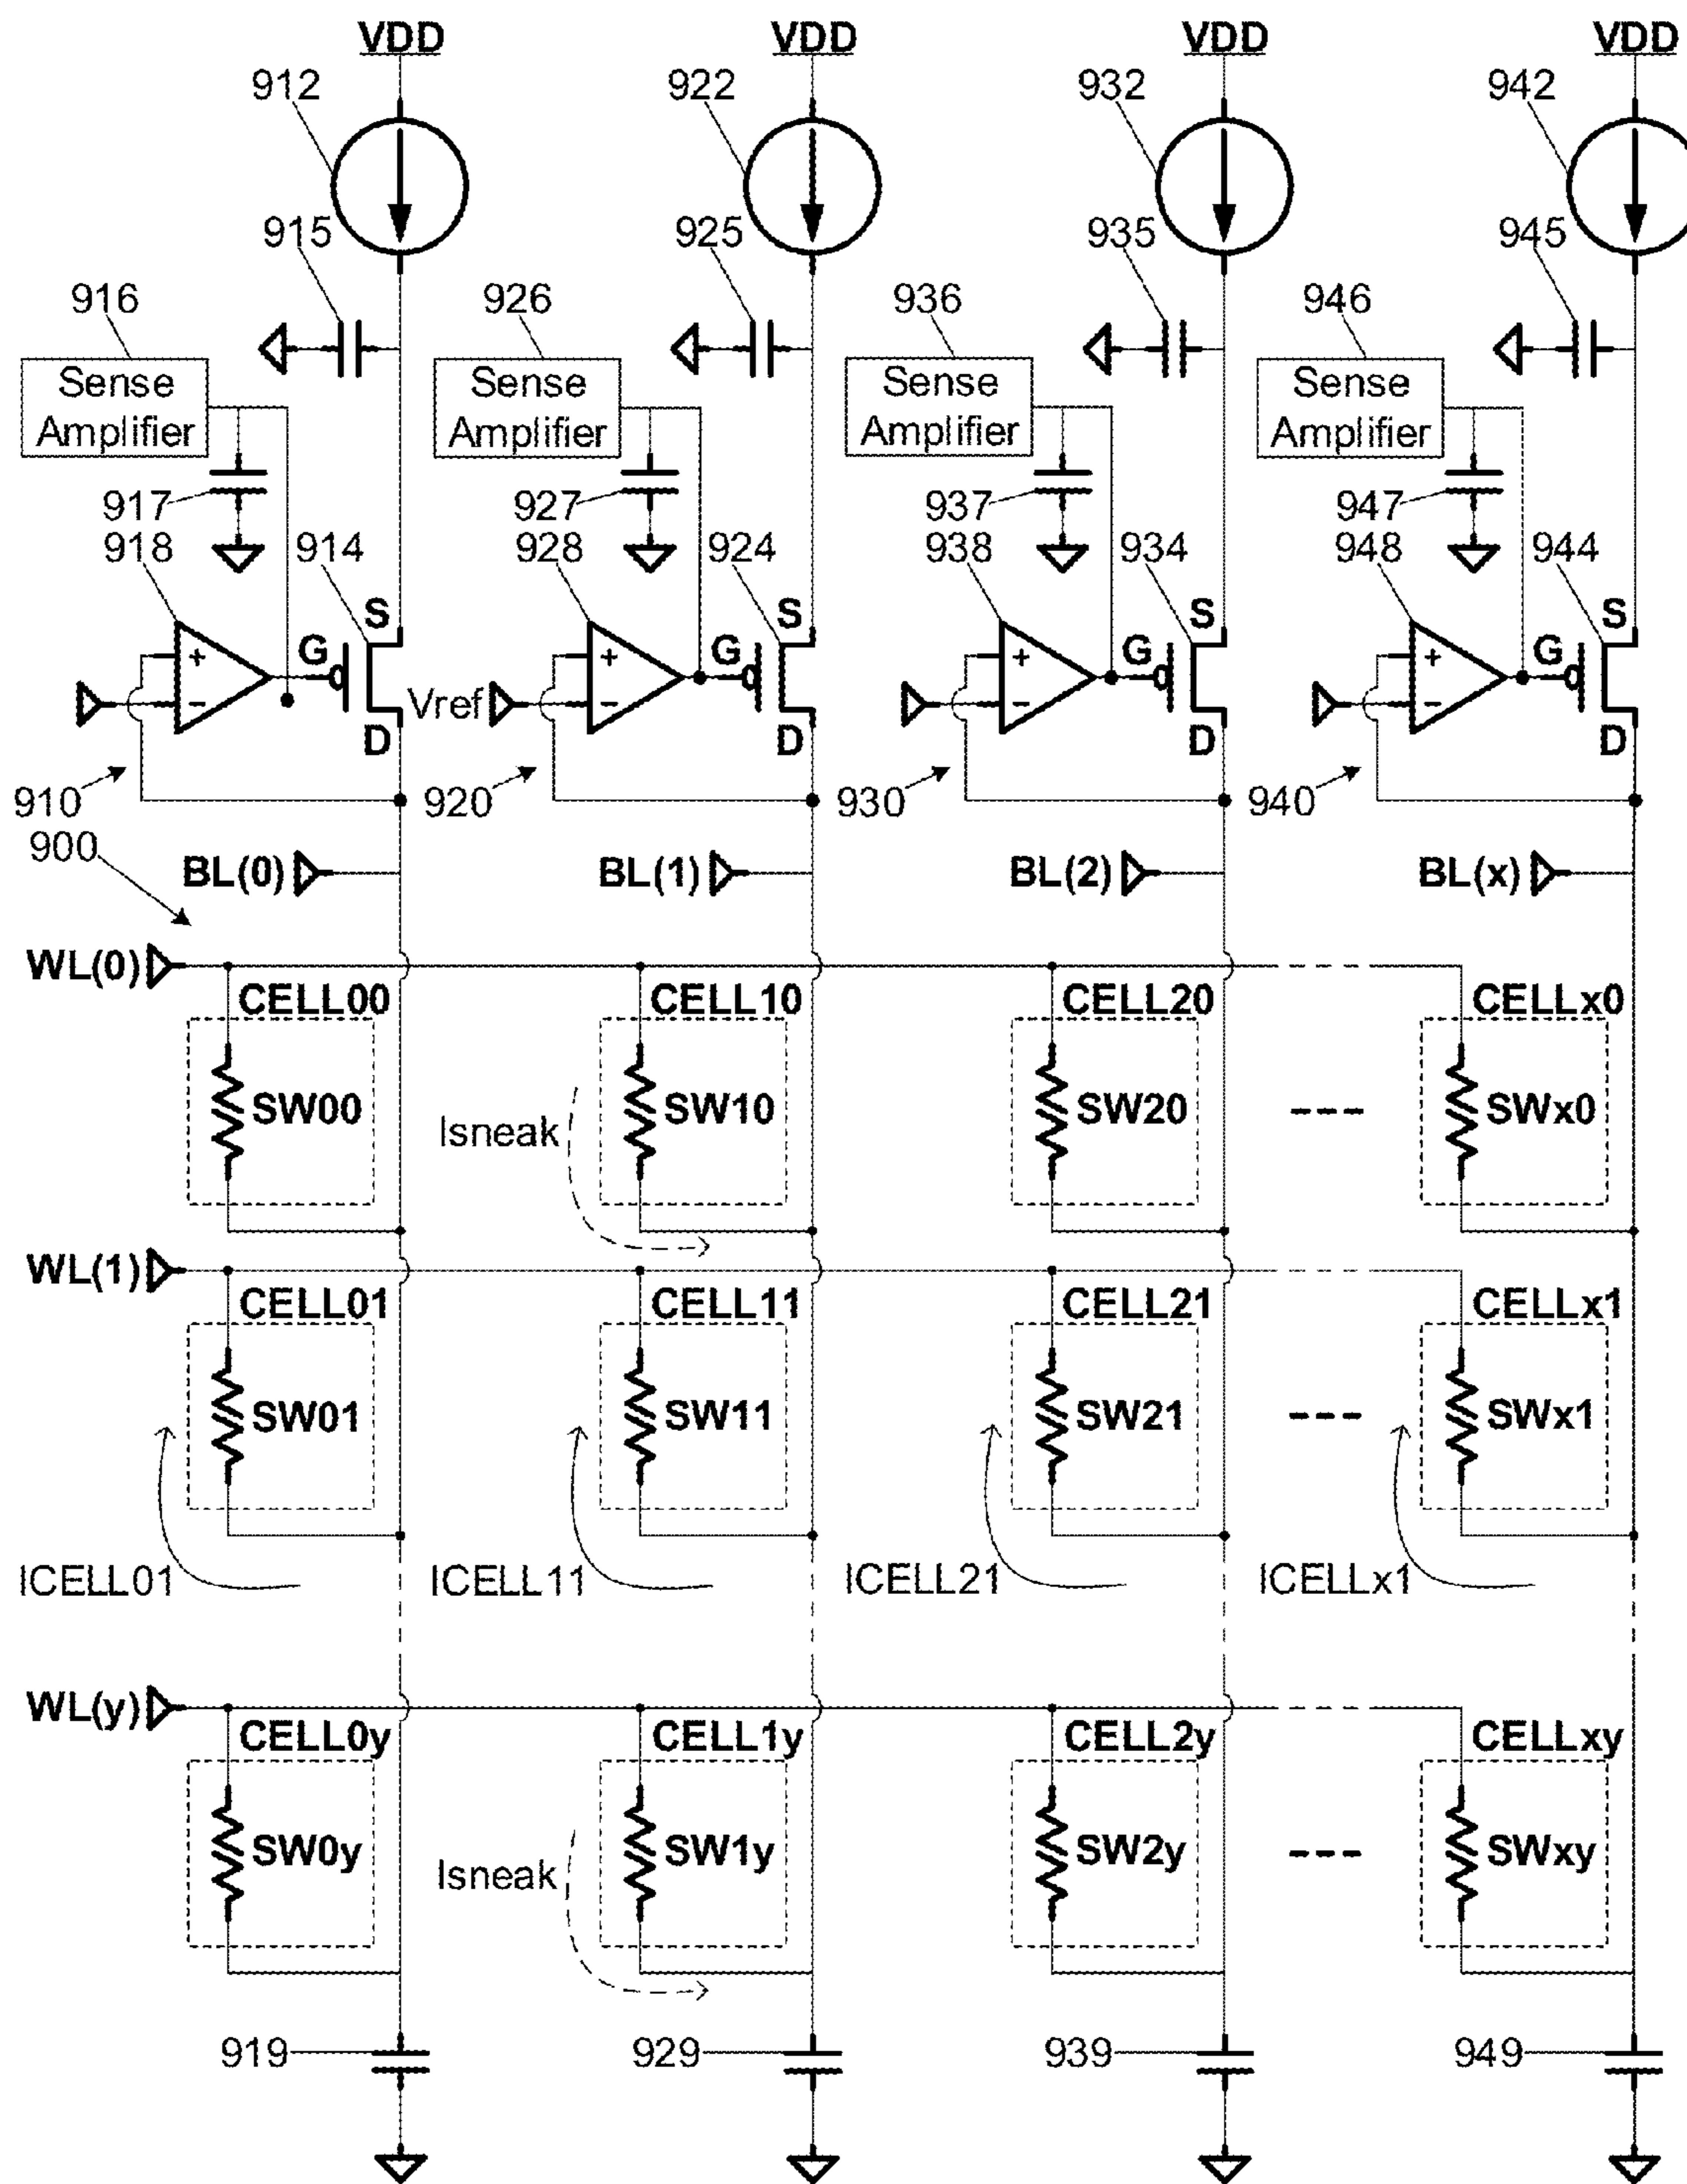 VDD VDD VDD VDD
912 922 932 942
915 925 935 945
916 926 936 946
Sense Amplifier Sense Amplifier Sense Amplifier Sense Amplifier
917 927 937 947
918 914 928 924 938 934 948 944
S S S S
+ G + G + G + G
Vref
− − − −
D D D D
910 920 930 940
900
BL(0) BL(1) BL(2) BL(x)
WL(0)
CELL00 CELL10 CELL20 CELLx0
SW00 SW10 SW20 SWx0
Isneak
WL(1)
CELL01 CELL11 CELL21 CELLx1
SW01 SW11 SW21 SWx1
ICELL01 ICELL11 ICELL21 ICELLx1
WL(y)
CELL0y CELL1y CELL2y CELLxy
SW0y SW1y SW2y SWxy
Isneak
919 929 939 949